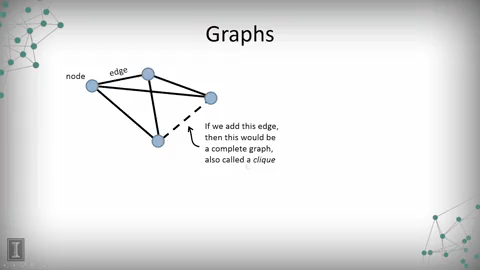 Graphs
node
edge
If we add this edge,
then this would be
a complete graph,
also called a clique
I